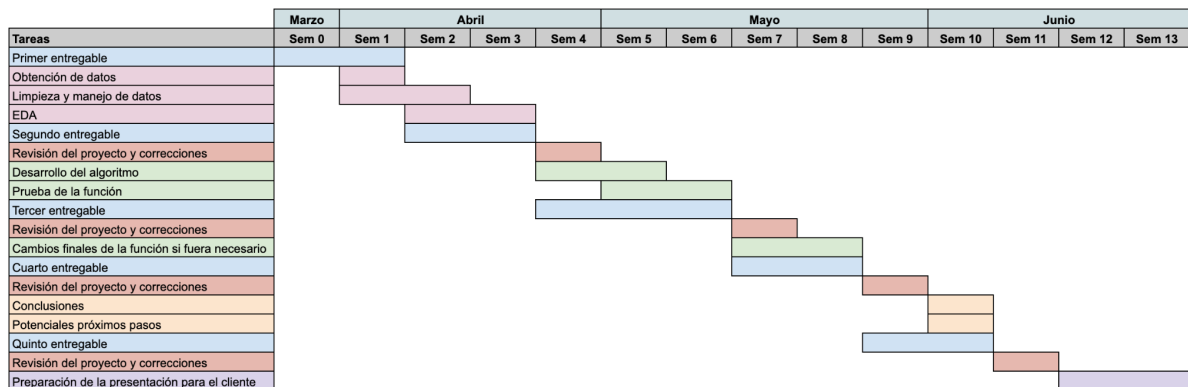 Marzo Abril Mayo Junio
Tareas Sem 0 Sem 1 Sem 2 Sem 3 Sem 4 Sem 5 Sem 6 Sem 7 Sem 8 Sem 9 Sem 10 Sem 11 Sem 12 Sem 13
Primer entregable
Obtención de datos
Limpieza y manejo de datos
EDA
Segundo entregable
Revisión del proyecto y correcciones
Desarrollo del algoritmo
Prueba de la función
Tercer entregable
Revisión del proyecto y correcciones
Cambios finales de la función si fuera necesario
Cuarto entregable
Revisión del proyecto y correcciones
Conclusiones
Potenciales próximos pasos
Quinto entregable
Revisión del proyecto y correcciones
Preparación de la presentación para el cliente